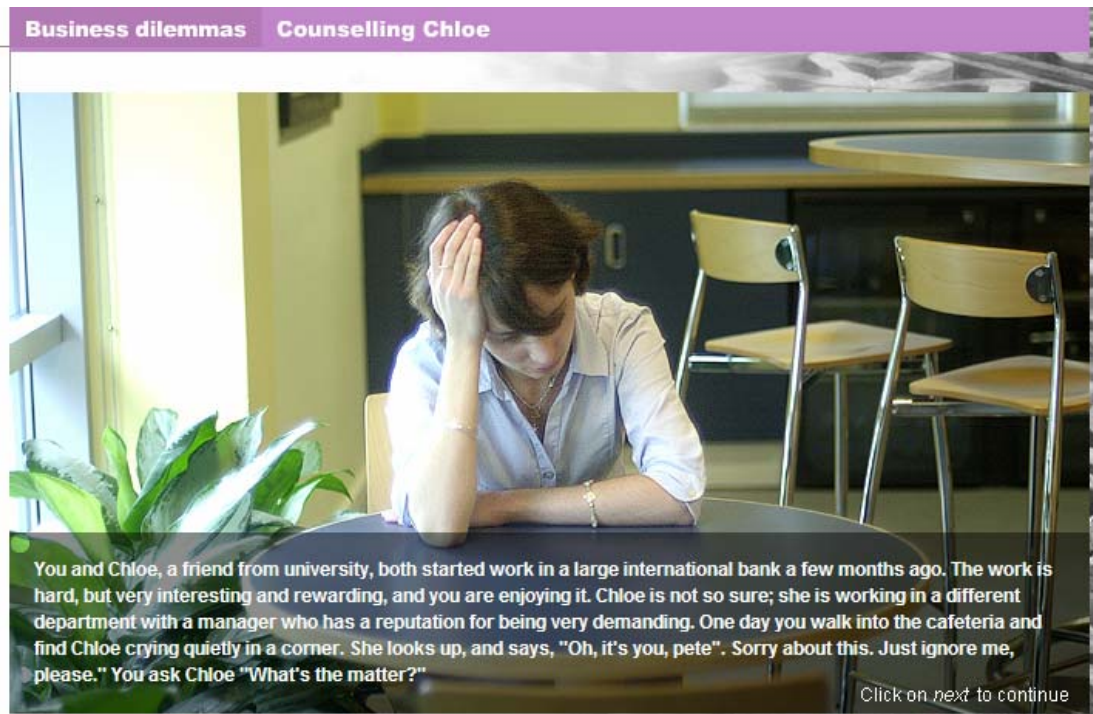 Business dilemmas Counselling Chloe
You and Chloe, a friend from university, both started work in a large international bank a few months ago. The work is
hard, but very interesting and rewarding, and you are enjoying it. Chloe is not so sure; she is working in a different
department with a manager who has a reputation for being very demanding. One day you walk into the cafeteria and
find Chloe crying quietly in a corner. She looks up, and says, "Oh, it's you, pete". Sorry about this. Just ignore me,
please." You ask Chloe "What's the matter?"
Click on next to continue